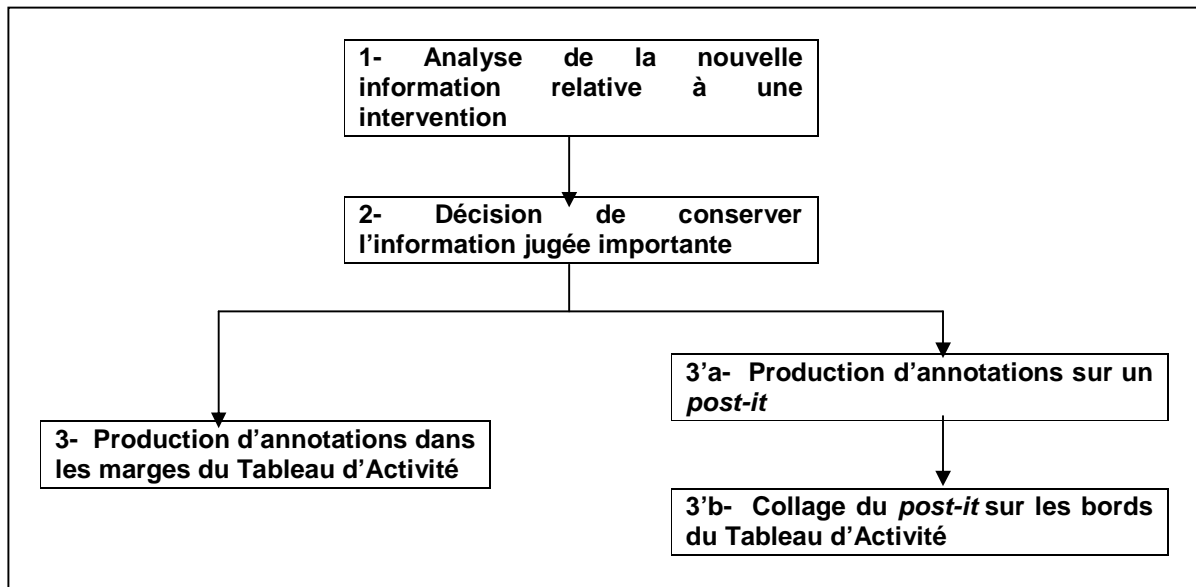 1- Analyse de la nouvelle
information relative à une
intervention
2- Décision de conserver
l’information jugée importante
3’a- Production d’annotations sur un
post-it
3- Production d’annotations dans
les marges du Tableau d’Activité
3’b- Collage du post-it sur les bords
du Tableau d’Activité